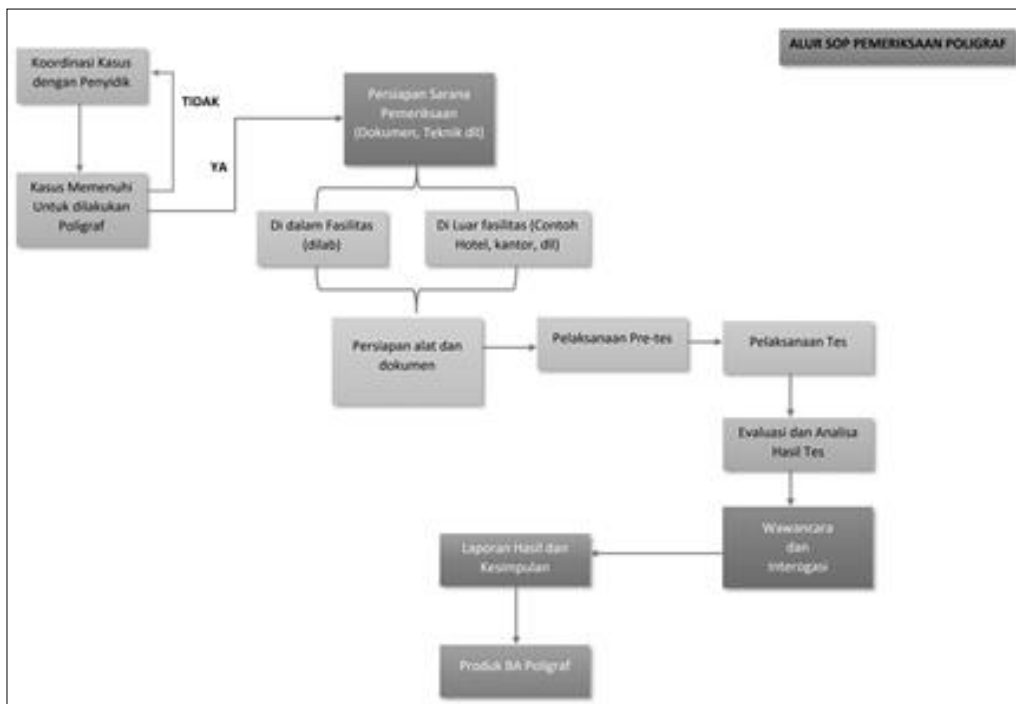 ALUR SOP PEMERIKSAAN POLIGRAF
Koordinasi Kasus
dengan Penyidik
TIDAK
YA
Kasus Memenuhi
Untuk dilakukan
Poligraf
Persiapan Sarana
Pemeriksaan
(Dokumen, Teknik dlt)
Di dalam Fasilitas
(dilab)
Di Luar fasilitas (Contoh
Hotel, kantor, dll)
Persiapan alat dan
dokumen
Pelaksanaan Pre-tes
Pelaksanaan Tes
Evaluasi dan Analisa
Hasil Tes
Wawancara
dan
Interogasi
Laporan Hasil dan
Kesimpulan
Produk BA Poligraf